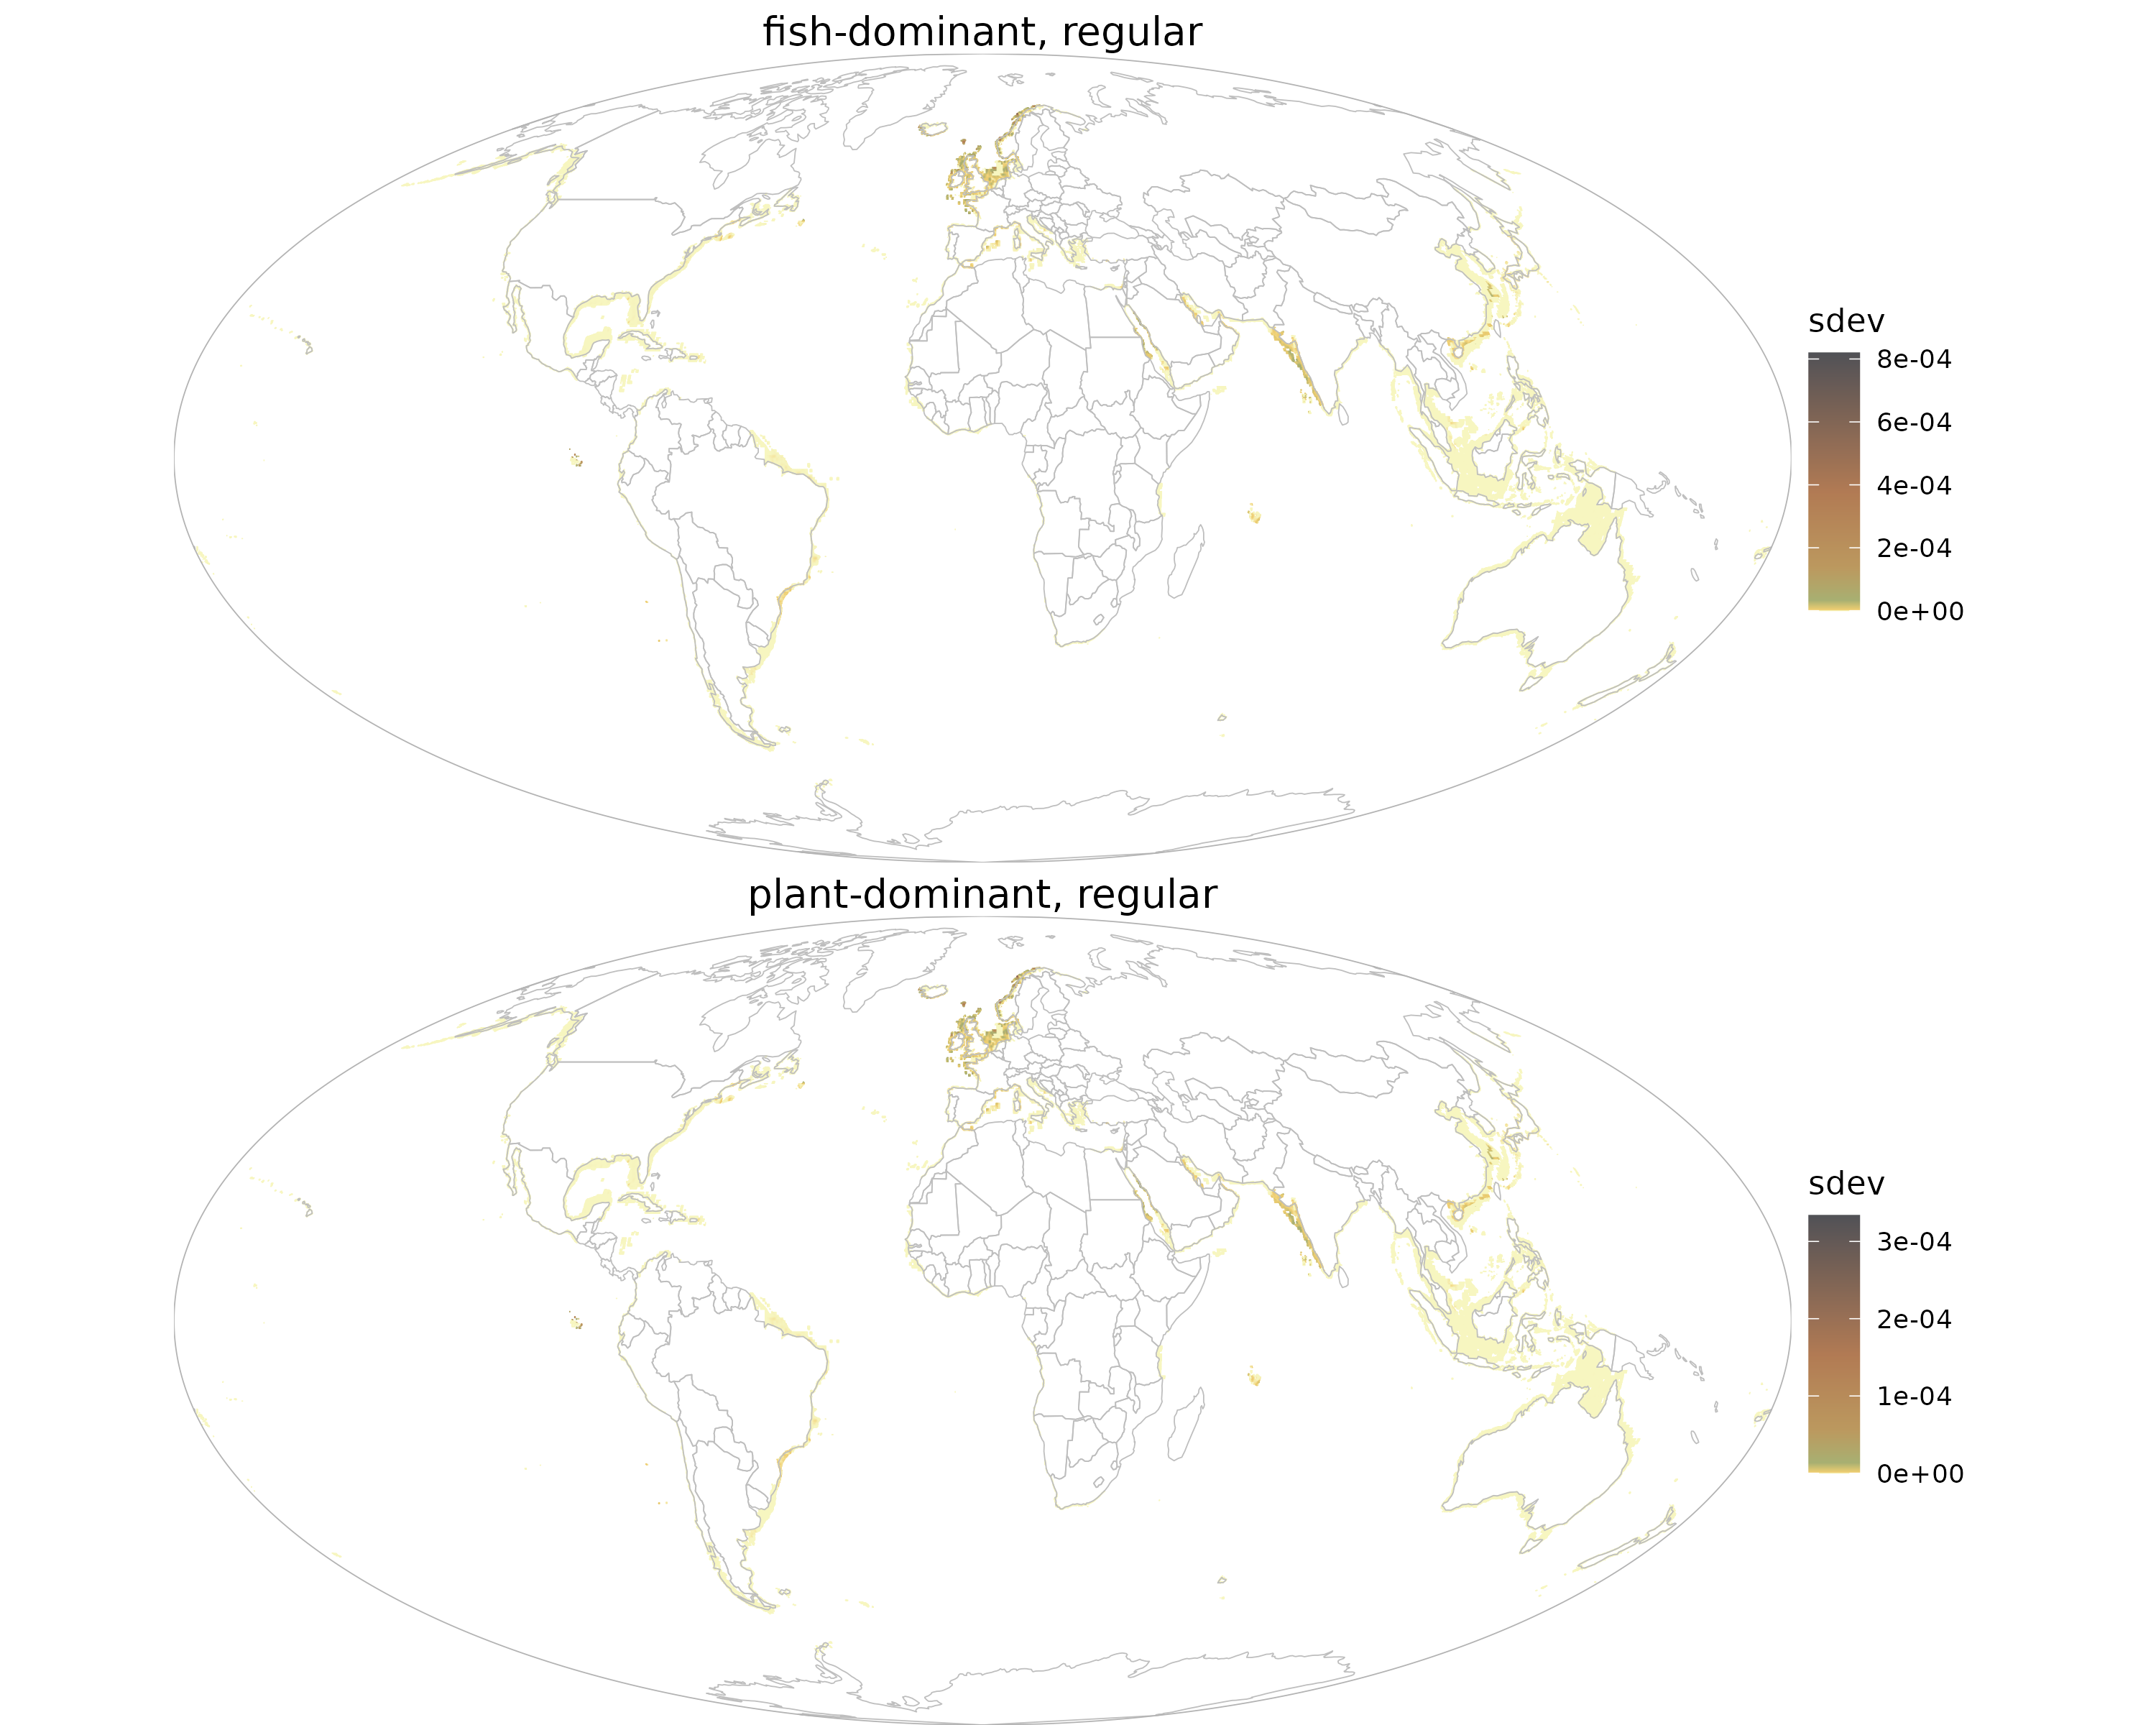 fish-dominant, regular
sdev
8e-04
6e-04
4e-04
2e-04
0e+00
plant-dominant, regular
sdev
3e-04
2e-04
1e-04
0e+00